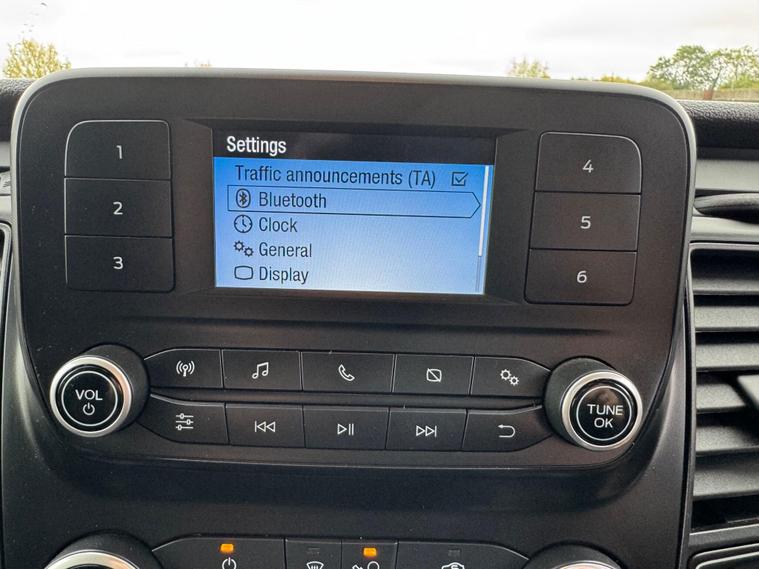 Settings
Traffic announcements (TA)
Bluetooth
Clock
General
Display
1
2
3
4
5
6
VOL
TUNE
OK